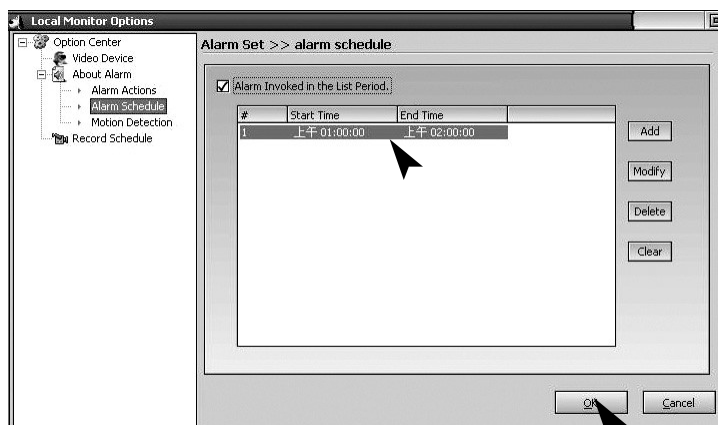 Local Monitor Options
Option Center
Video Device
About Alarm
Alarm Actions
Alarm Schedule
Motion Detection
Record Schedule
Alarm Set >> alarm schedule
Alarm Invoked in the List Period.
# Start Time End Time
1 上午 01:00:00 上午 02:00:00
Add
Modify
Delete
Clear
OK
Cancel